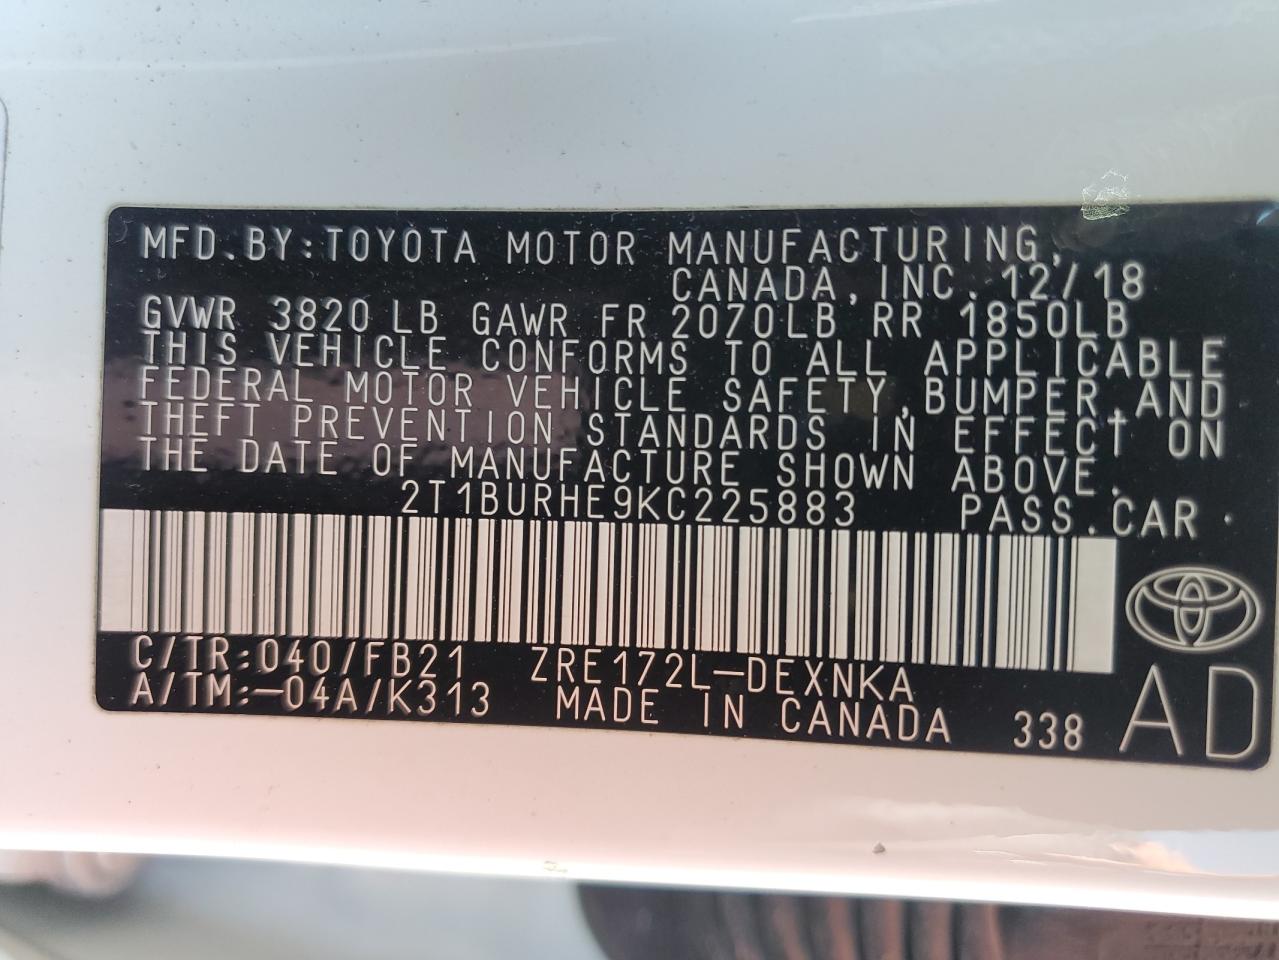 MFD.BY:TOYOTA MOTOR MANUFACTURING,
CANADA,INC. 12/18
GVWR 3820 LB GAWR FR 2070LB RR 1850LB
THIS VEHICLE CONFORMS TO ALL APPLICABLE
FEDERAL MOTOR VEHICLE SAFETY,BUMPER,AND
THEFT PREVENTION STANDARDS IN EFFECT ON
THE DATE OF MANUFACTURE SHOWN ABOVE.
2T1BURHE9KC225883 PASS.CAR
C/TR:040/FB21 ZRE172L-DEXNKA
A/TM:-04A/K313 MADE IN CANADA 338 AD